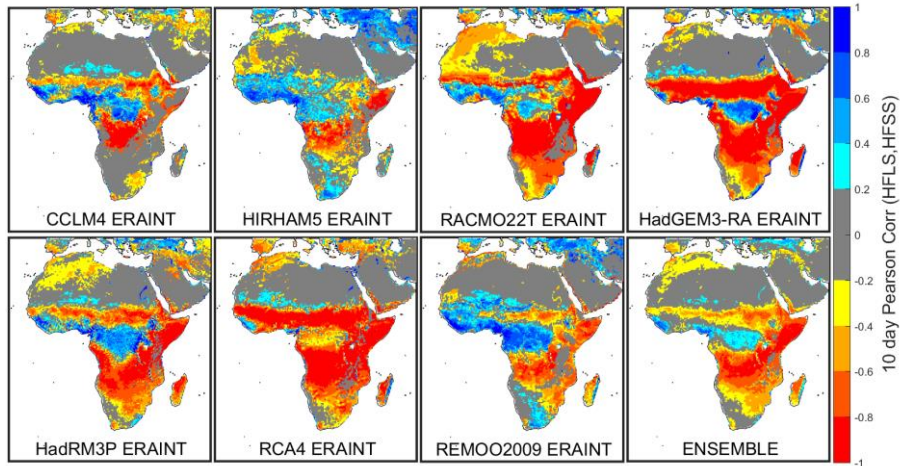 CCLM4 ERAINT
HIRHAM5 ERAINT
RACMO22T ERAINT
HadGEM3-RA ERAINT
HadRM3P ERAINT
RCA4 ERAINT
REMOO2009 ERAINT
ENSEMBLE
1
0.8
0.6
0.4
0.2
0
-0.2
-0.4
-0.6
-0.8
-1
10 day Pearson Corr (HFLS,HFSS)